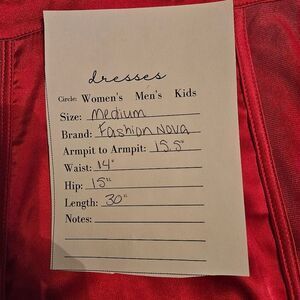 dresses
Circle: Women's Men's Kids
Size: Medium
Brand: Fashion Nova
Armpit to Armpit: 15.5"
Waist: 14"
Hip: 15"
Length: 30"
Notes: